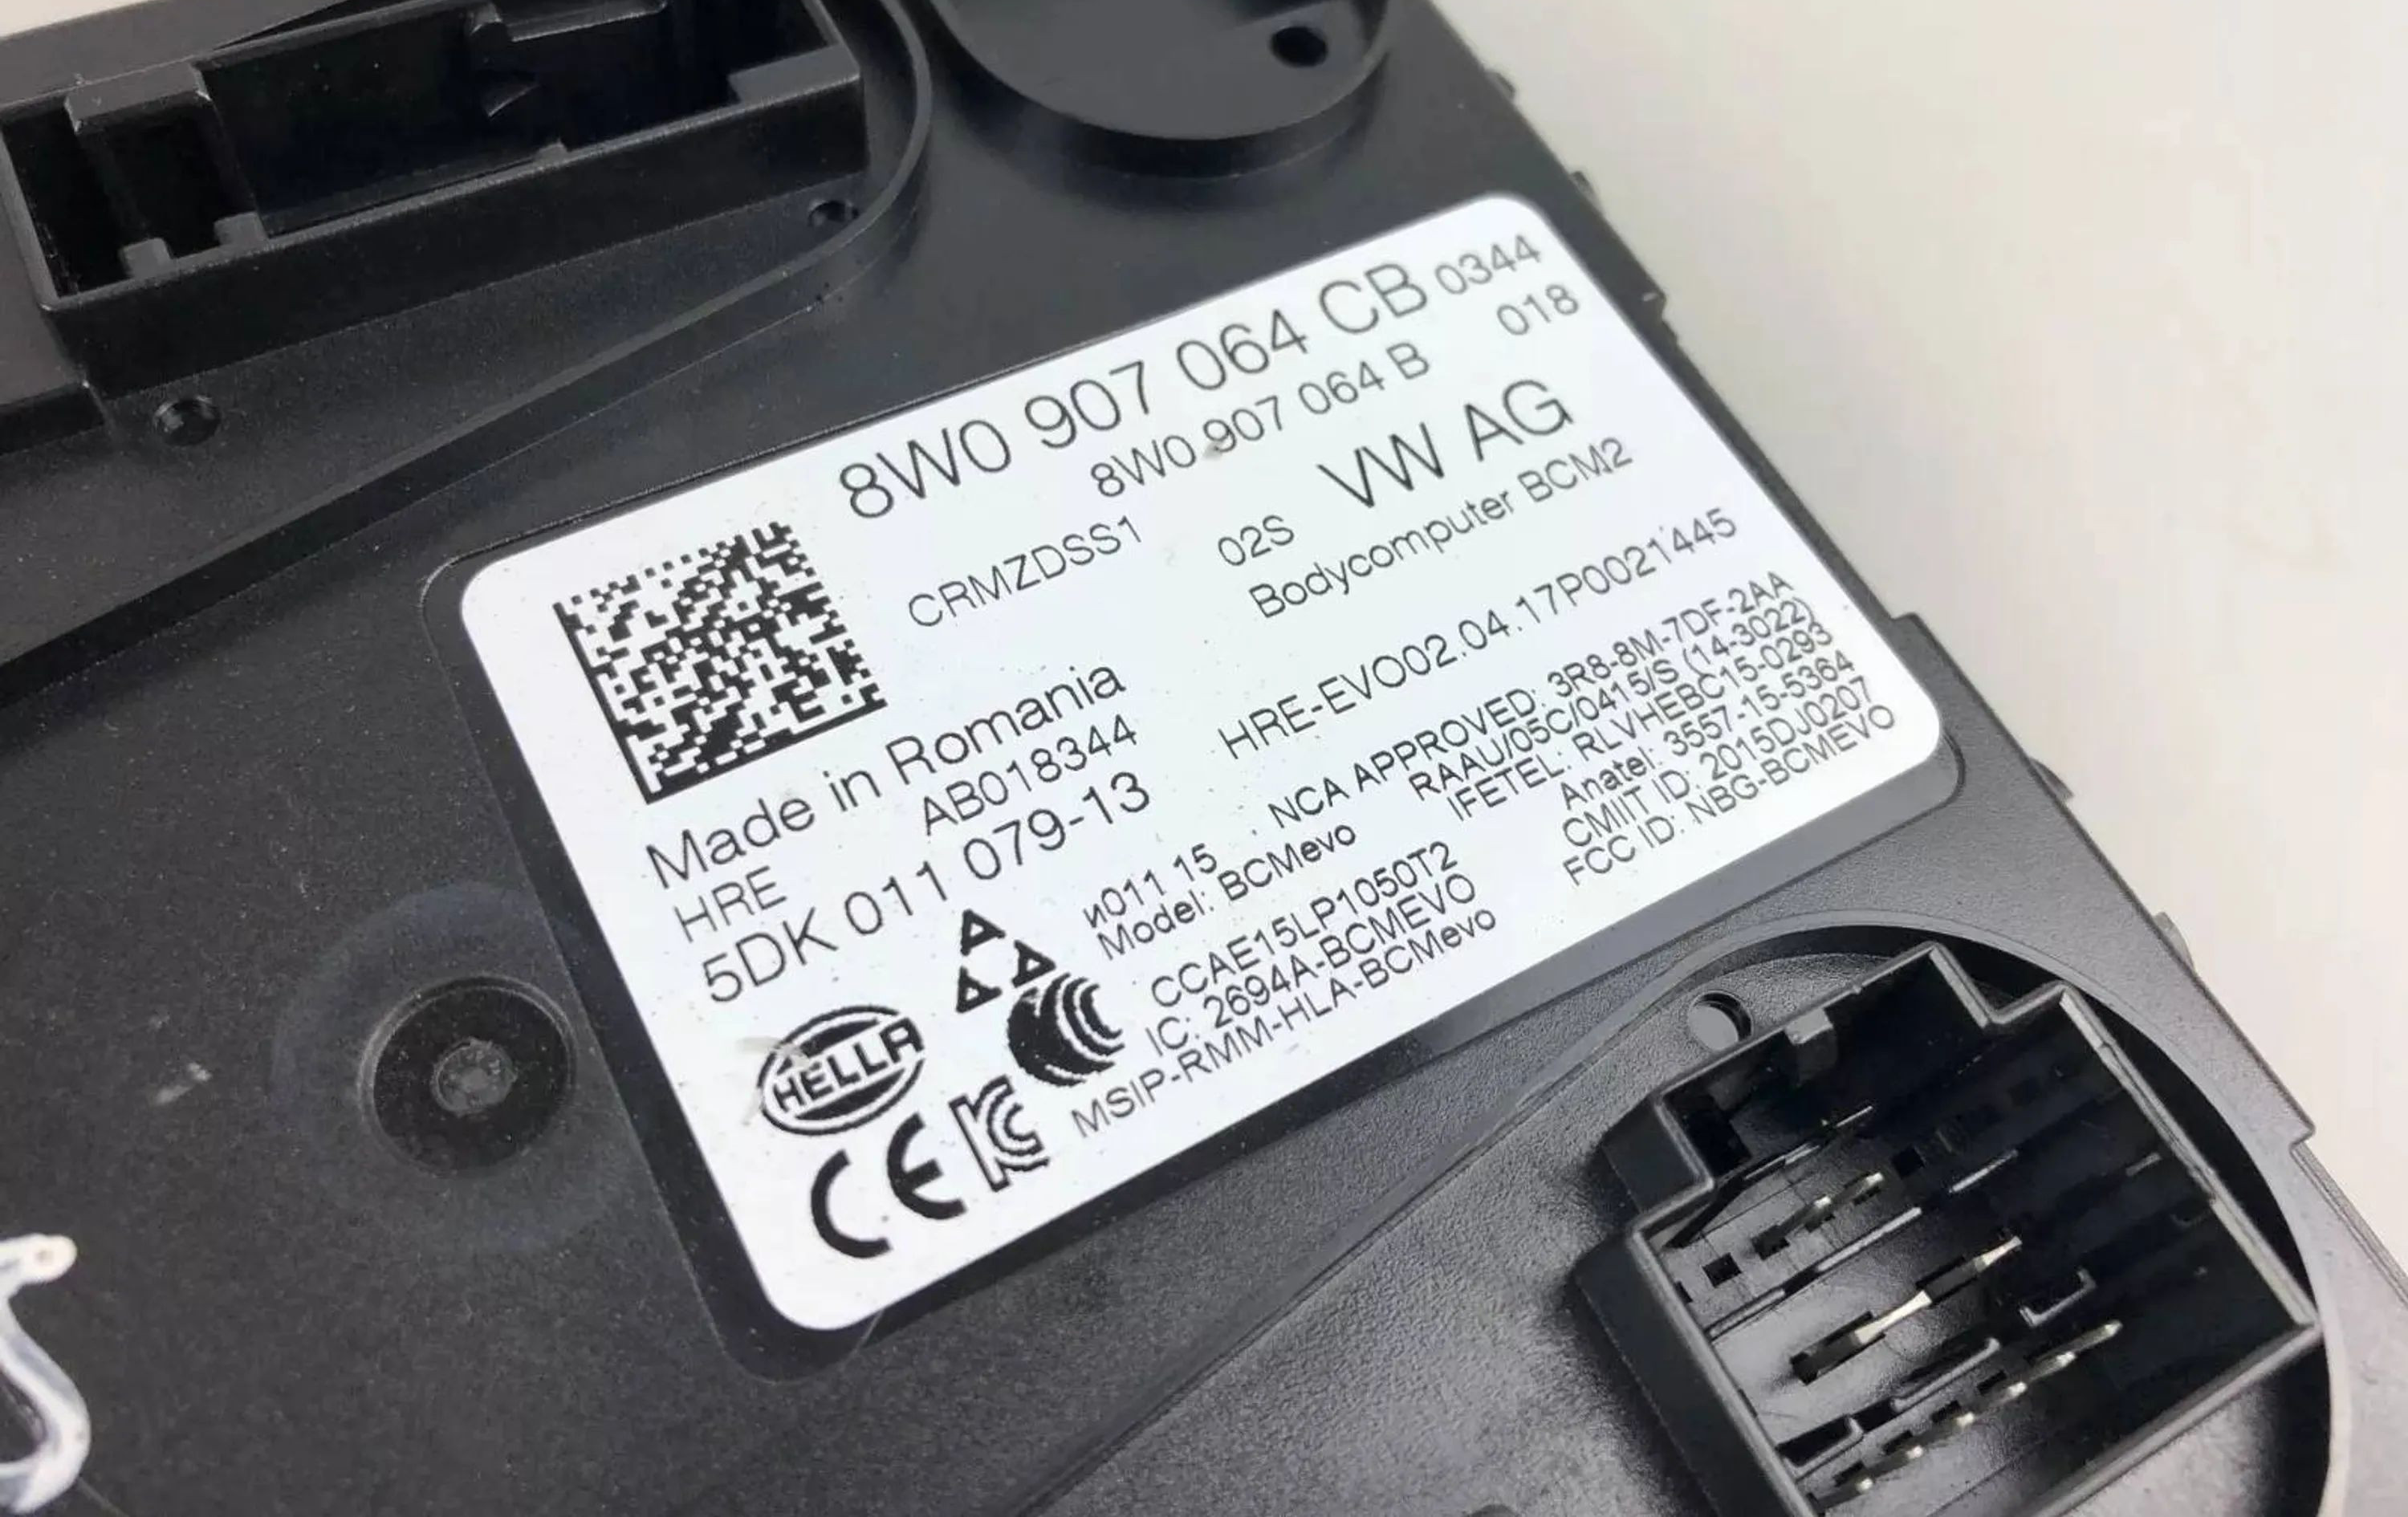 8W0 907 064 CB 0344
8W0 907 064 B 018
CRMZDSS1 02S VW AG
Bodycomputer BCM2
HRE-EVO02.04.17P0021445
Made in Romania
AB018344
HRE
5DK 011 079-13
NCA APPROVED: 3R8-8M-7DF-2AA
RAAU/05C/0415/S (14-3022)
IFETEL: RLVHEBC15-0293
Anatel: 3557-15-5364
CMIIT ID: 2015DJ0207
FCC ID: NBG-BCMEVO
и011 15
Model: BCMevo
CCAE15LP1050T2
IC: 2694A-BCMEVO
MSIP-RMM-HLA-BCMevo
HELLA
CE